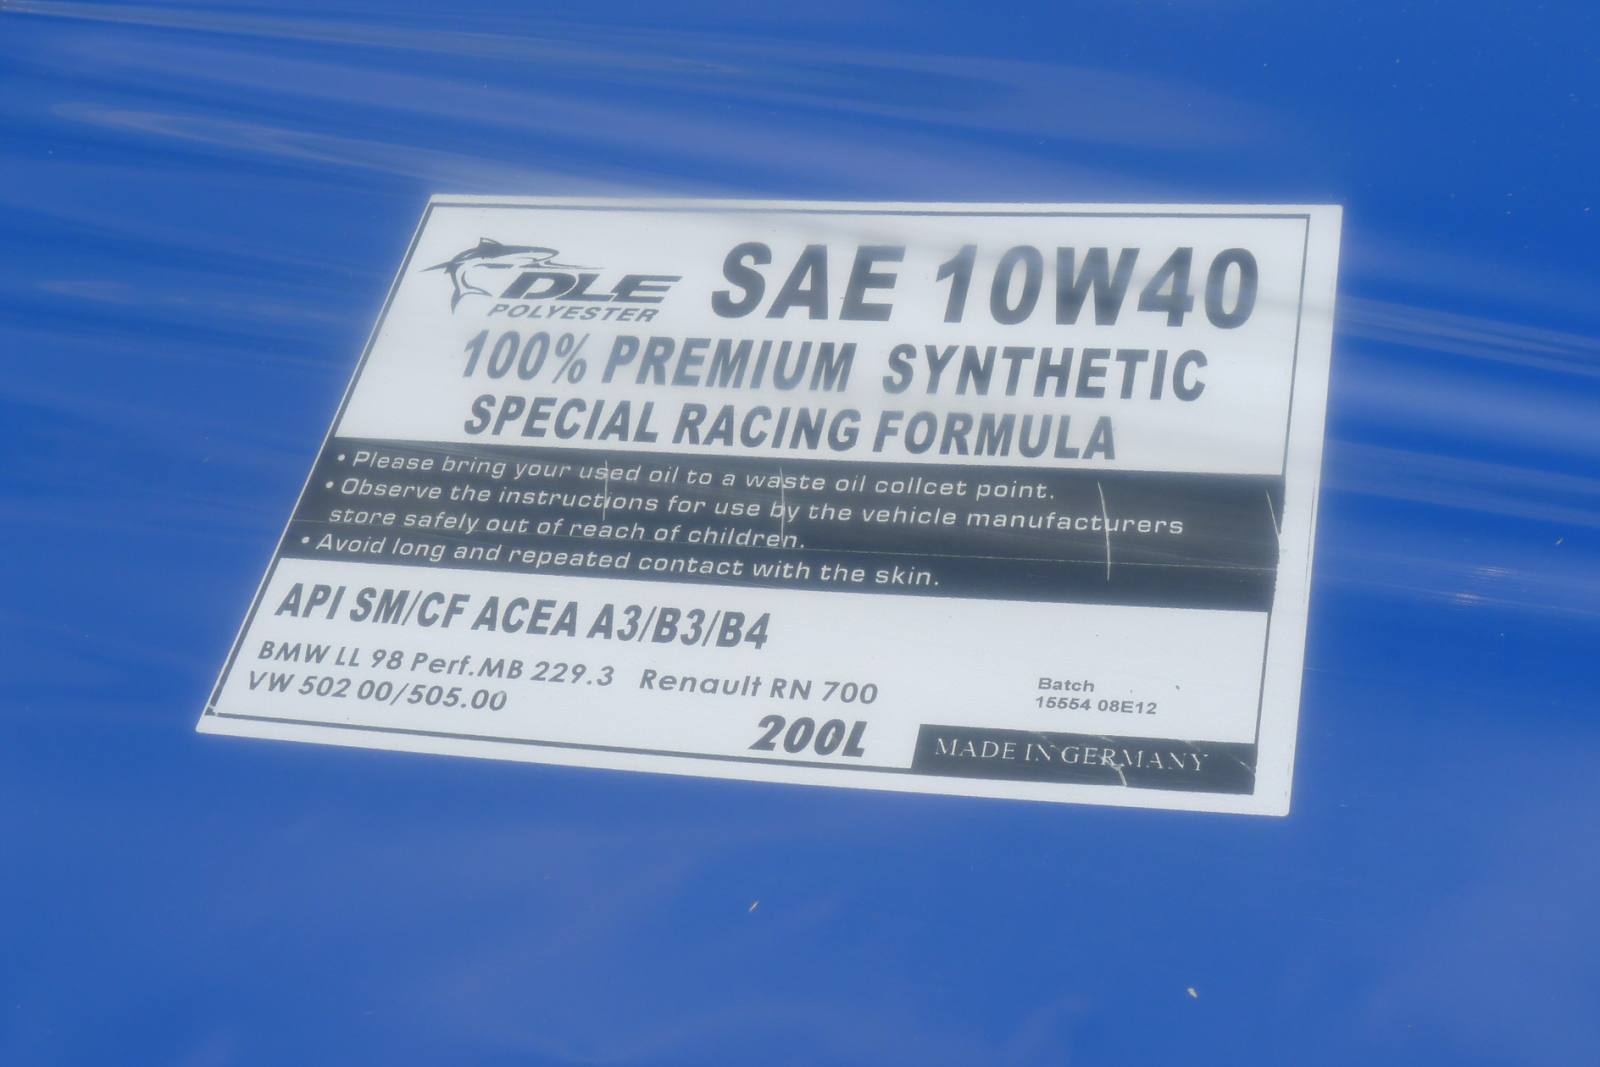 DLE
POLYESTER
SAE 10W40
100% PREMIUM SYNTHETIC
SPECIAL RACING FORMULA
• Please bring your used oil to a waste oil collcet point.
• Observe the instructions for use by the vehicle manufacturers
store safely out of reach of children.
• Avoid long and repeated contact with the skin.
API SM/CF ACEA A3/B3/B4
BMW LL 98 Perf.MB 229.3 Renault RN 700
VW 502 00/505.00
200L
Batch
15554 08E12
MADE IN GERMANY